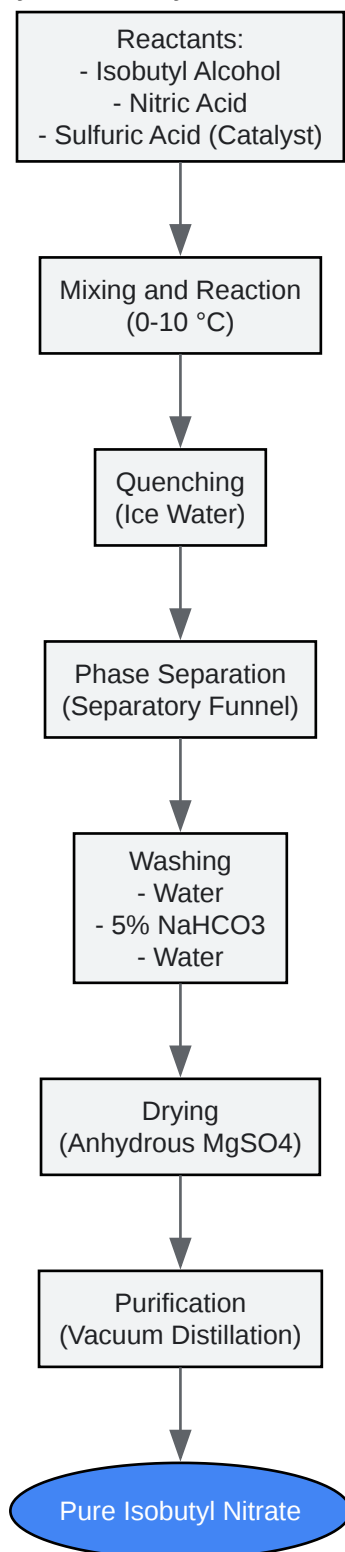 Reactants:
- Isobutyl Alcohol
- Nitric Acid
- Sulfuric Acid (Catalyst)
Mixing and Reaction
(0-10 °C)
Quenching
(Ice Water)
Phase Separation
(Separatory Funnel)
Washing
- Water
- 5% NaHCO3
- Water
Drying
(Anhydrous MgSO4)
Purification
(Vacuum Distillation)
Pure Isobutyl Nitrate